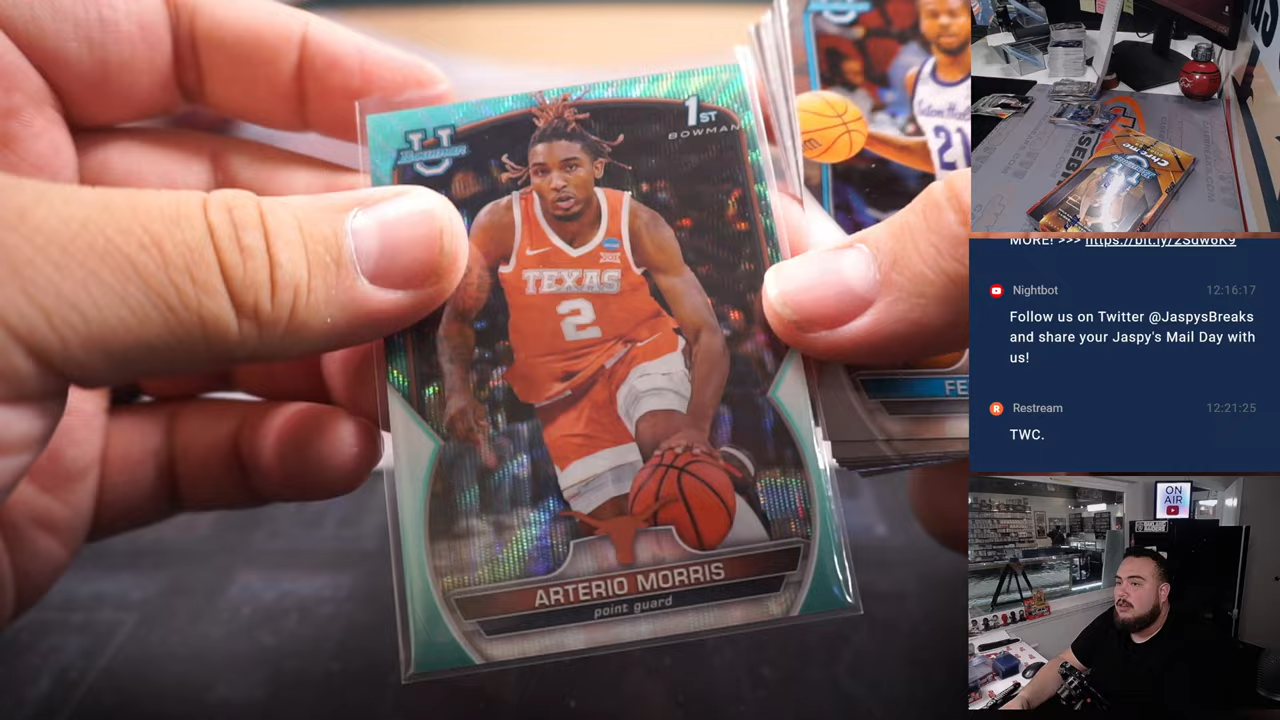 1ST
BOWMAN
U
Bowman
TEXAS
2
ARTERIO MORRIS
point guard
21
FE
Chrome
MORE! >>> https://bit.ly/2Sdw6K9
Nightbot 12:16:17
Follow us on Twitter @JaspysBreaks
and share your Jaspy's Mail Day with
us!
Restream 12:21:25
TWC.
ON
AIR